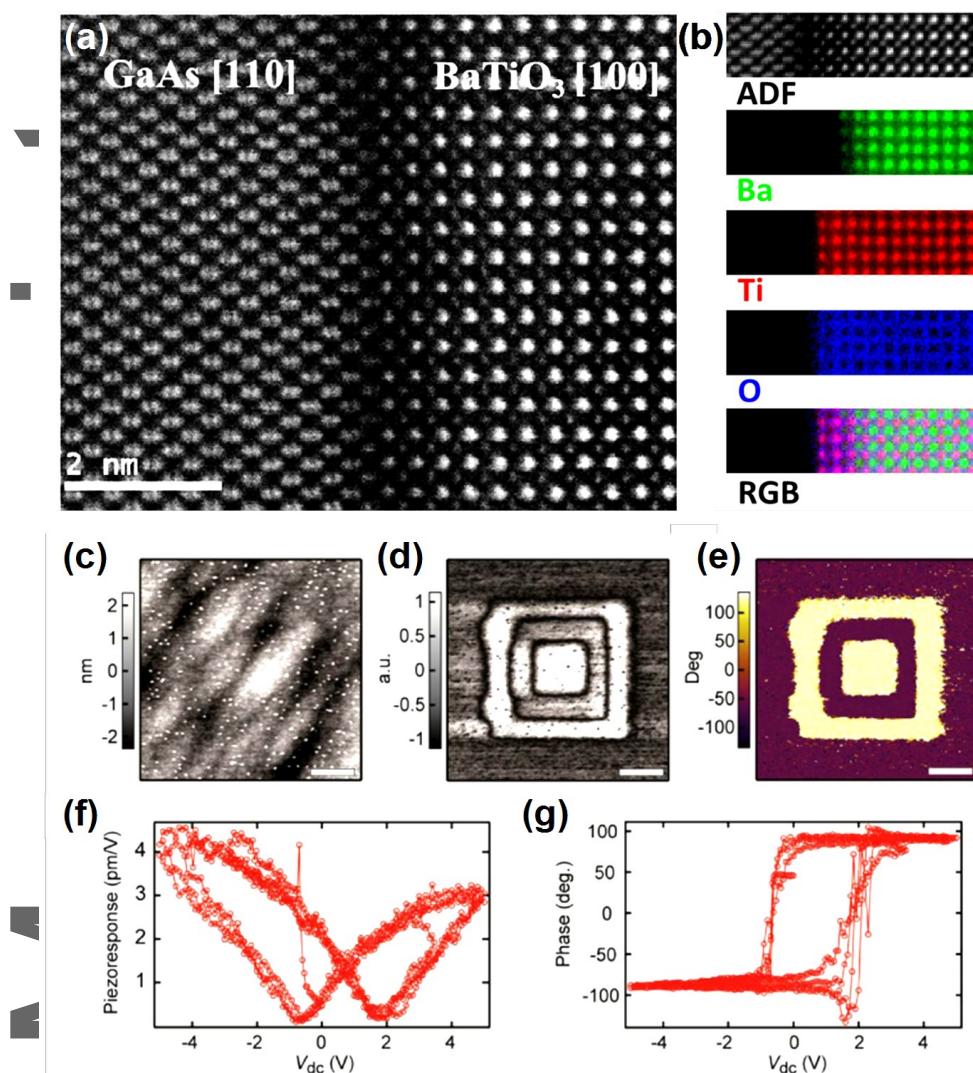 (a)
GaAs [110]
BaTiO3 [100]
2 nm
(b)
ADF
Ba
Ti
O
RGB
(c)
2
1
0
-1
-2
nm
(d)
1
0.5
0
-0.5
-1
a.u.
(e)
100
50
0
-50
-100
Deg
(f)
Piezoresponse (pm/V)
4
3
2
1
-4 -2 0 2 4
Vdc (V)
(g)
Phase (deg.)
100
50
0
-50
-100
-4 -2 0 2 4
Vdc (V)